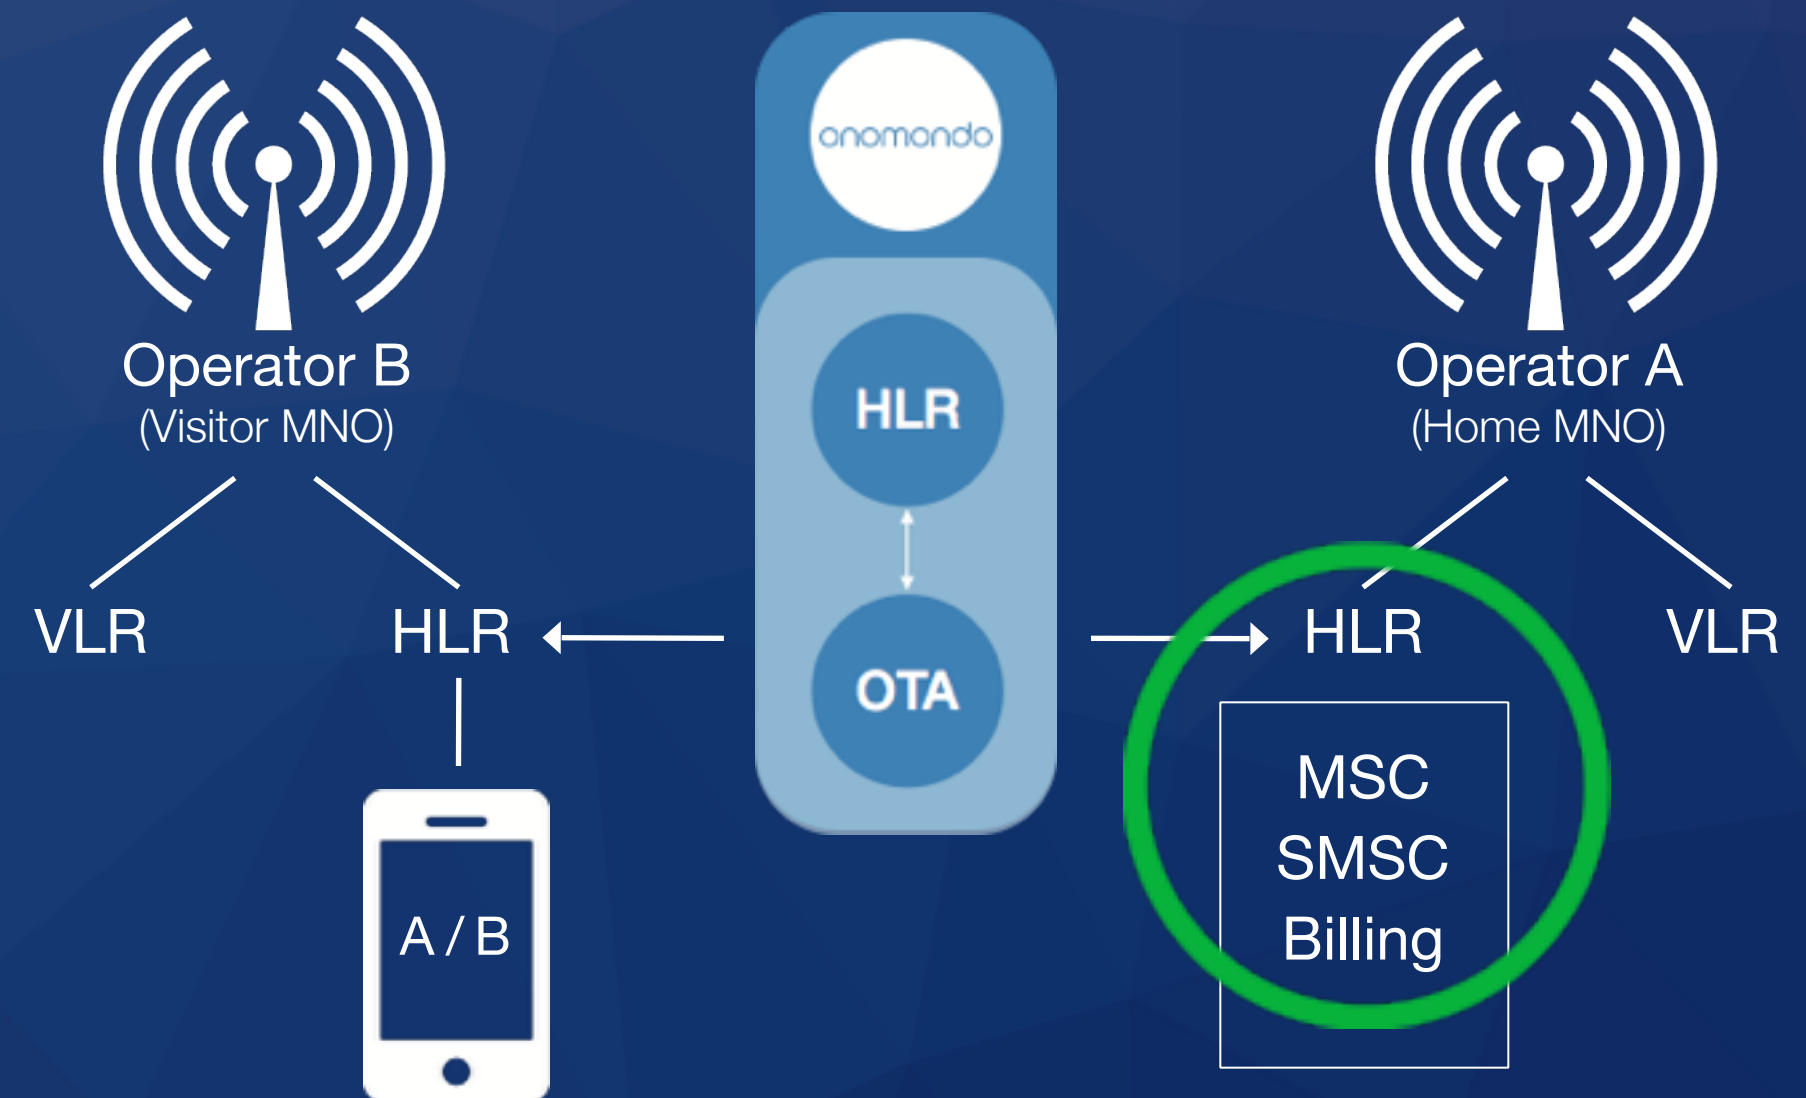 onomondo
Operator B
(Visitor MNO)
VLR
HLR
A / B
HLR
OTA
Operator A
(Home MNO)
HLR
VLR
MSC
SMSC
Billing